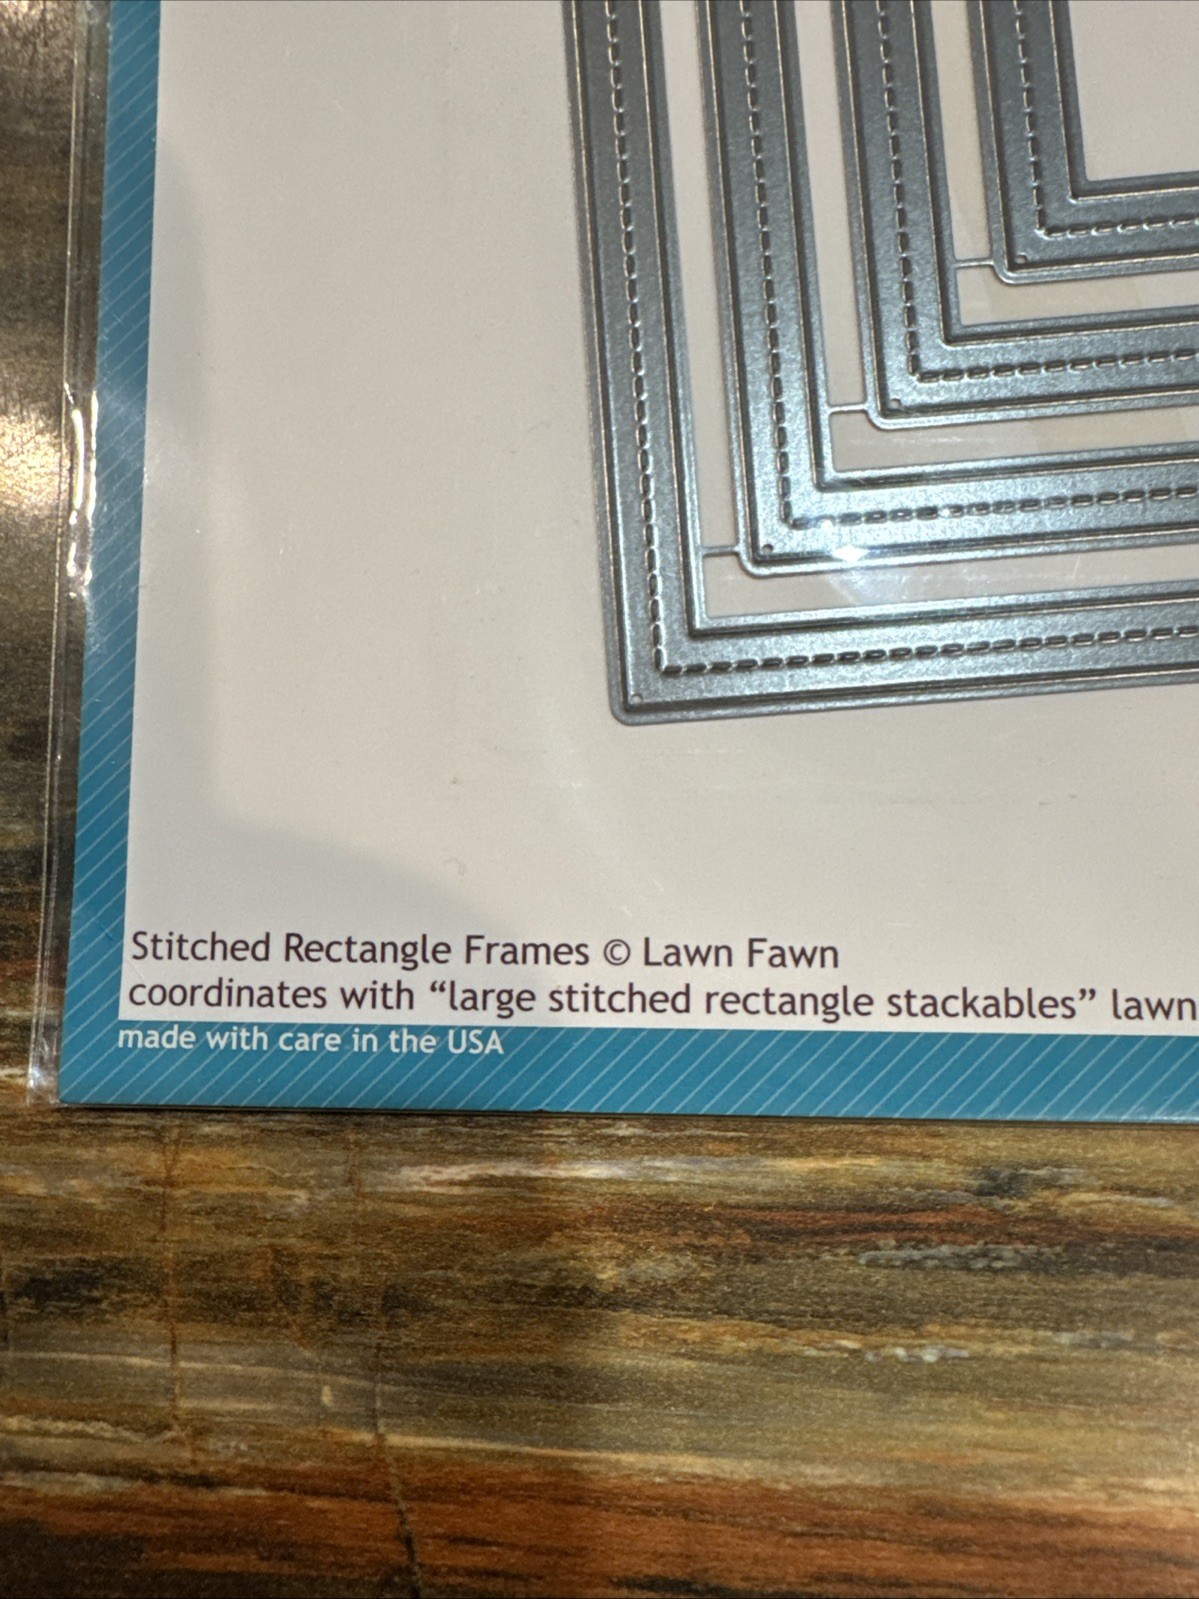 Stitched Rectangle Frames © Lawn Fawn
coordinates with “large stitched rectangle stackables” lawn
made with care in the USA